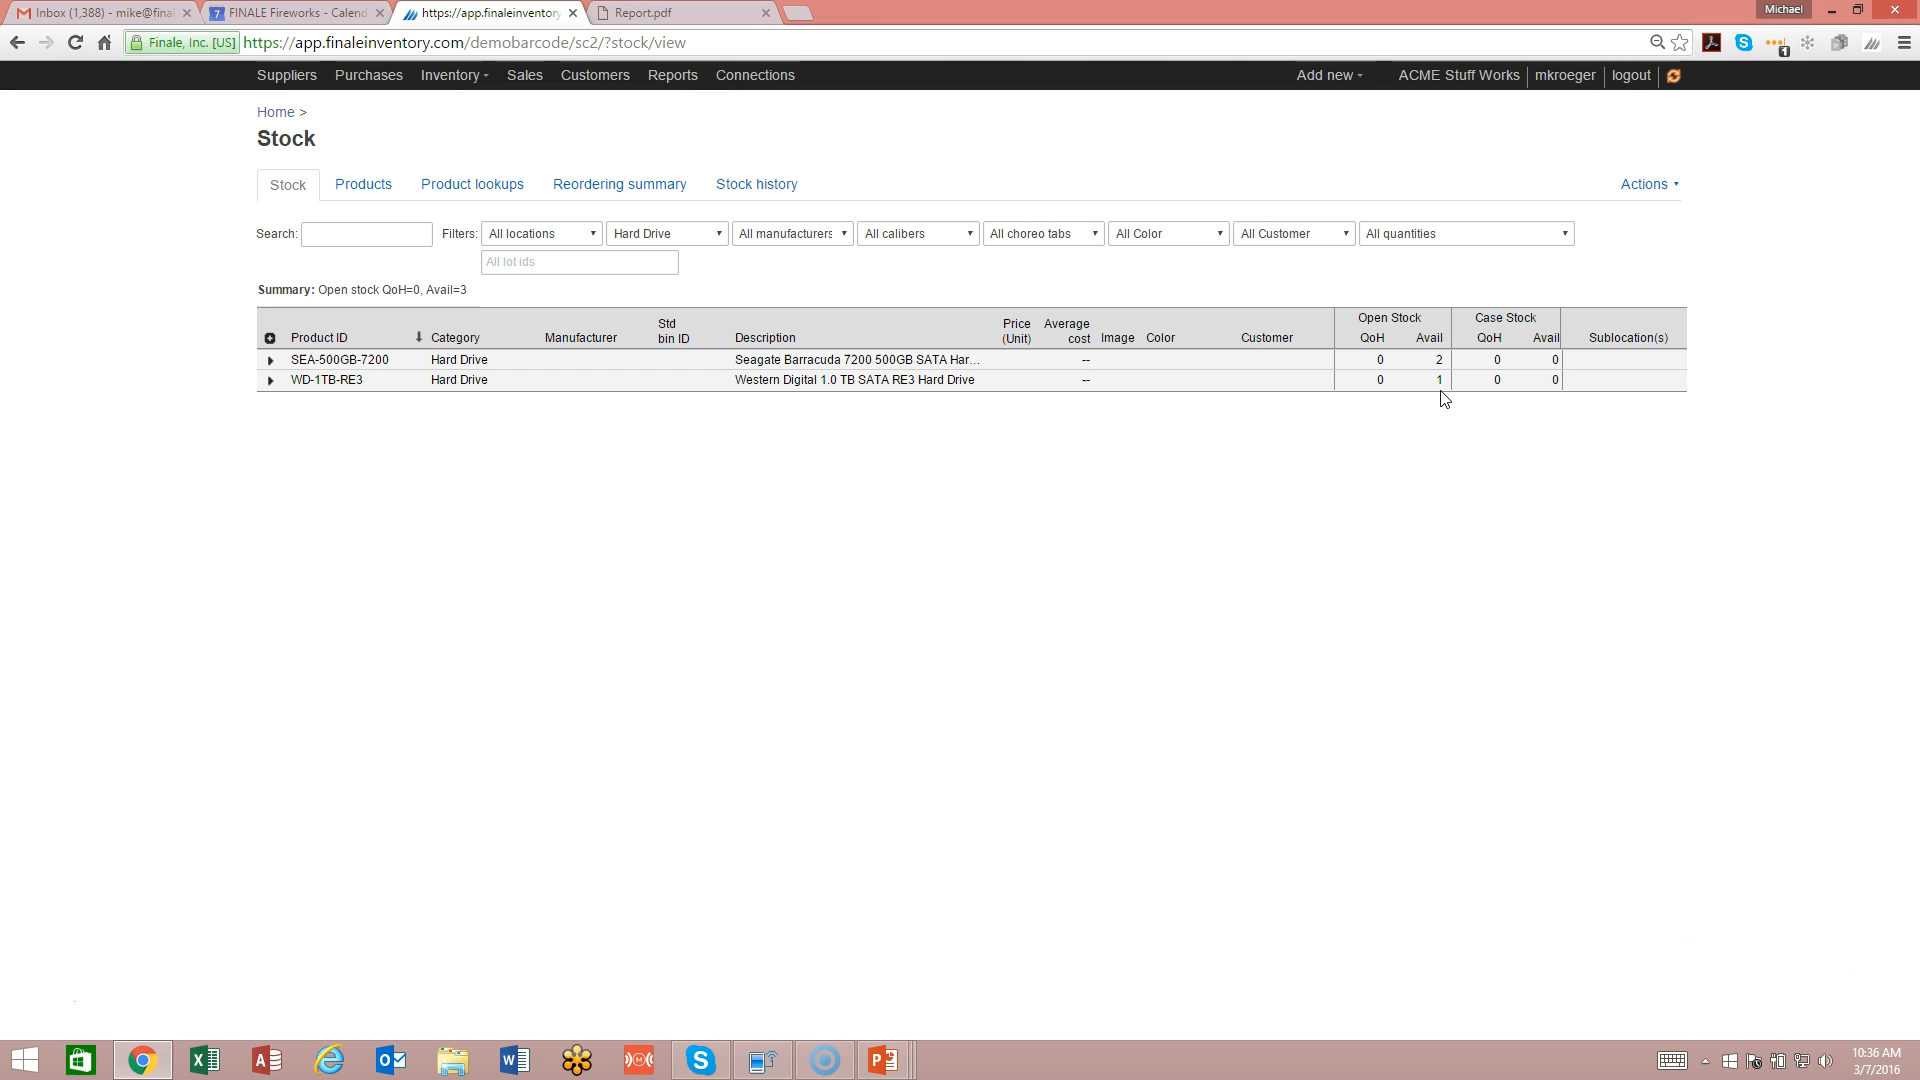 Inbox (1,388) - mike@fina
FINALE Fireworks - Calend
https://app.finaleinventory
Report.pdf
Michael
Finale, Inc. [US]
https://app.finaleinventory.com/demobarcode/sc2/?stock/view
Suppliers Purchases Inventory Sales Customers Reports Connections
Add new ACME Stuff Works mkroeger logout
Home >
Stock
Stock Products Product lookups Reordering summary Stock history Actions
Search: Filters: All locations Hard Drive All manufacturers All calibers All choreo tabs All Color All Customer All quantities
All lot ids
Summary: Open stock QoH=0, Avail=3
Product ID Category Manufacturer Std bin ID Description Price (Unit) Average cost Image Color Customer Open Stock QoH Avail Case Stock QoH Avail Sublocation(s)
SEA-500GB-7200 Hard Drive Seagate Barracuda 7200 500GB SATA Har... -- 0 2 0 0
WD-1TB-RE3 Hard Drive Western Digital 1.0 TB SATA RE3 Hard Drive -- 0 1 0 0
10:36 AM
3/7/2016